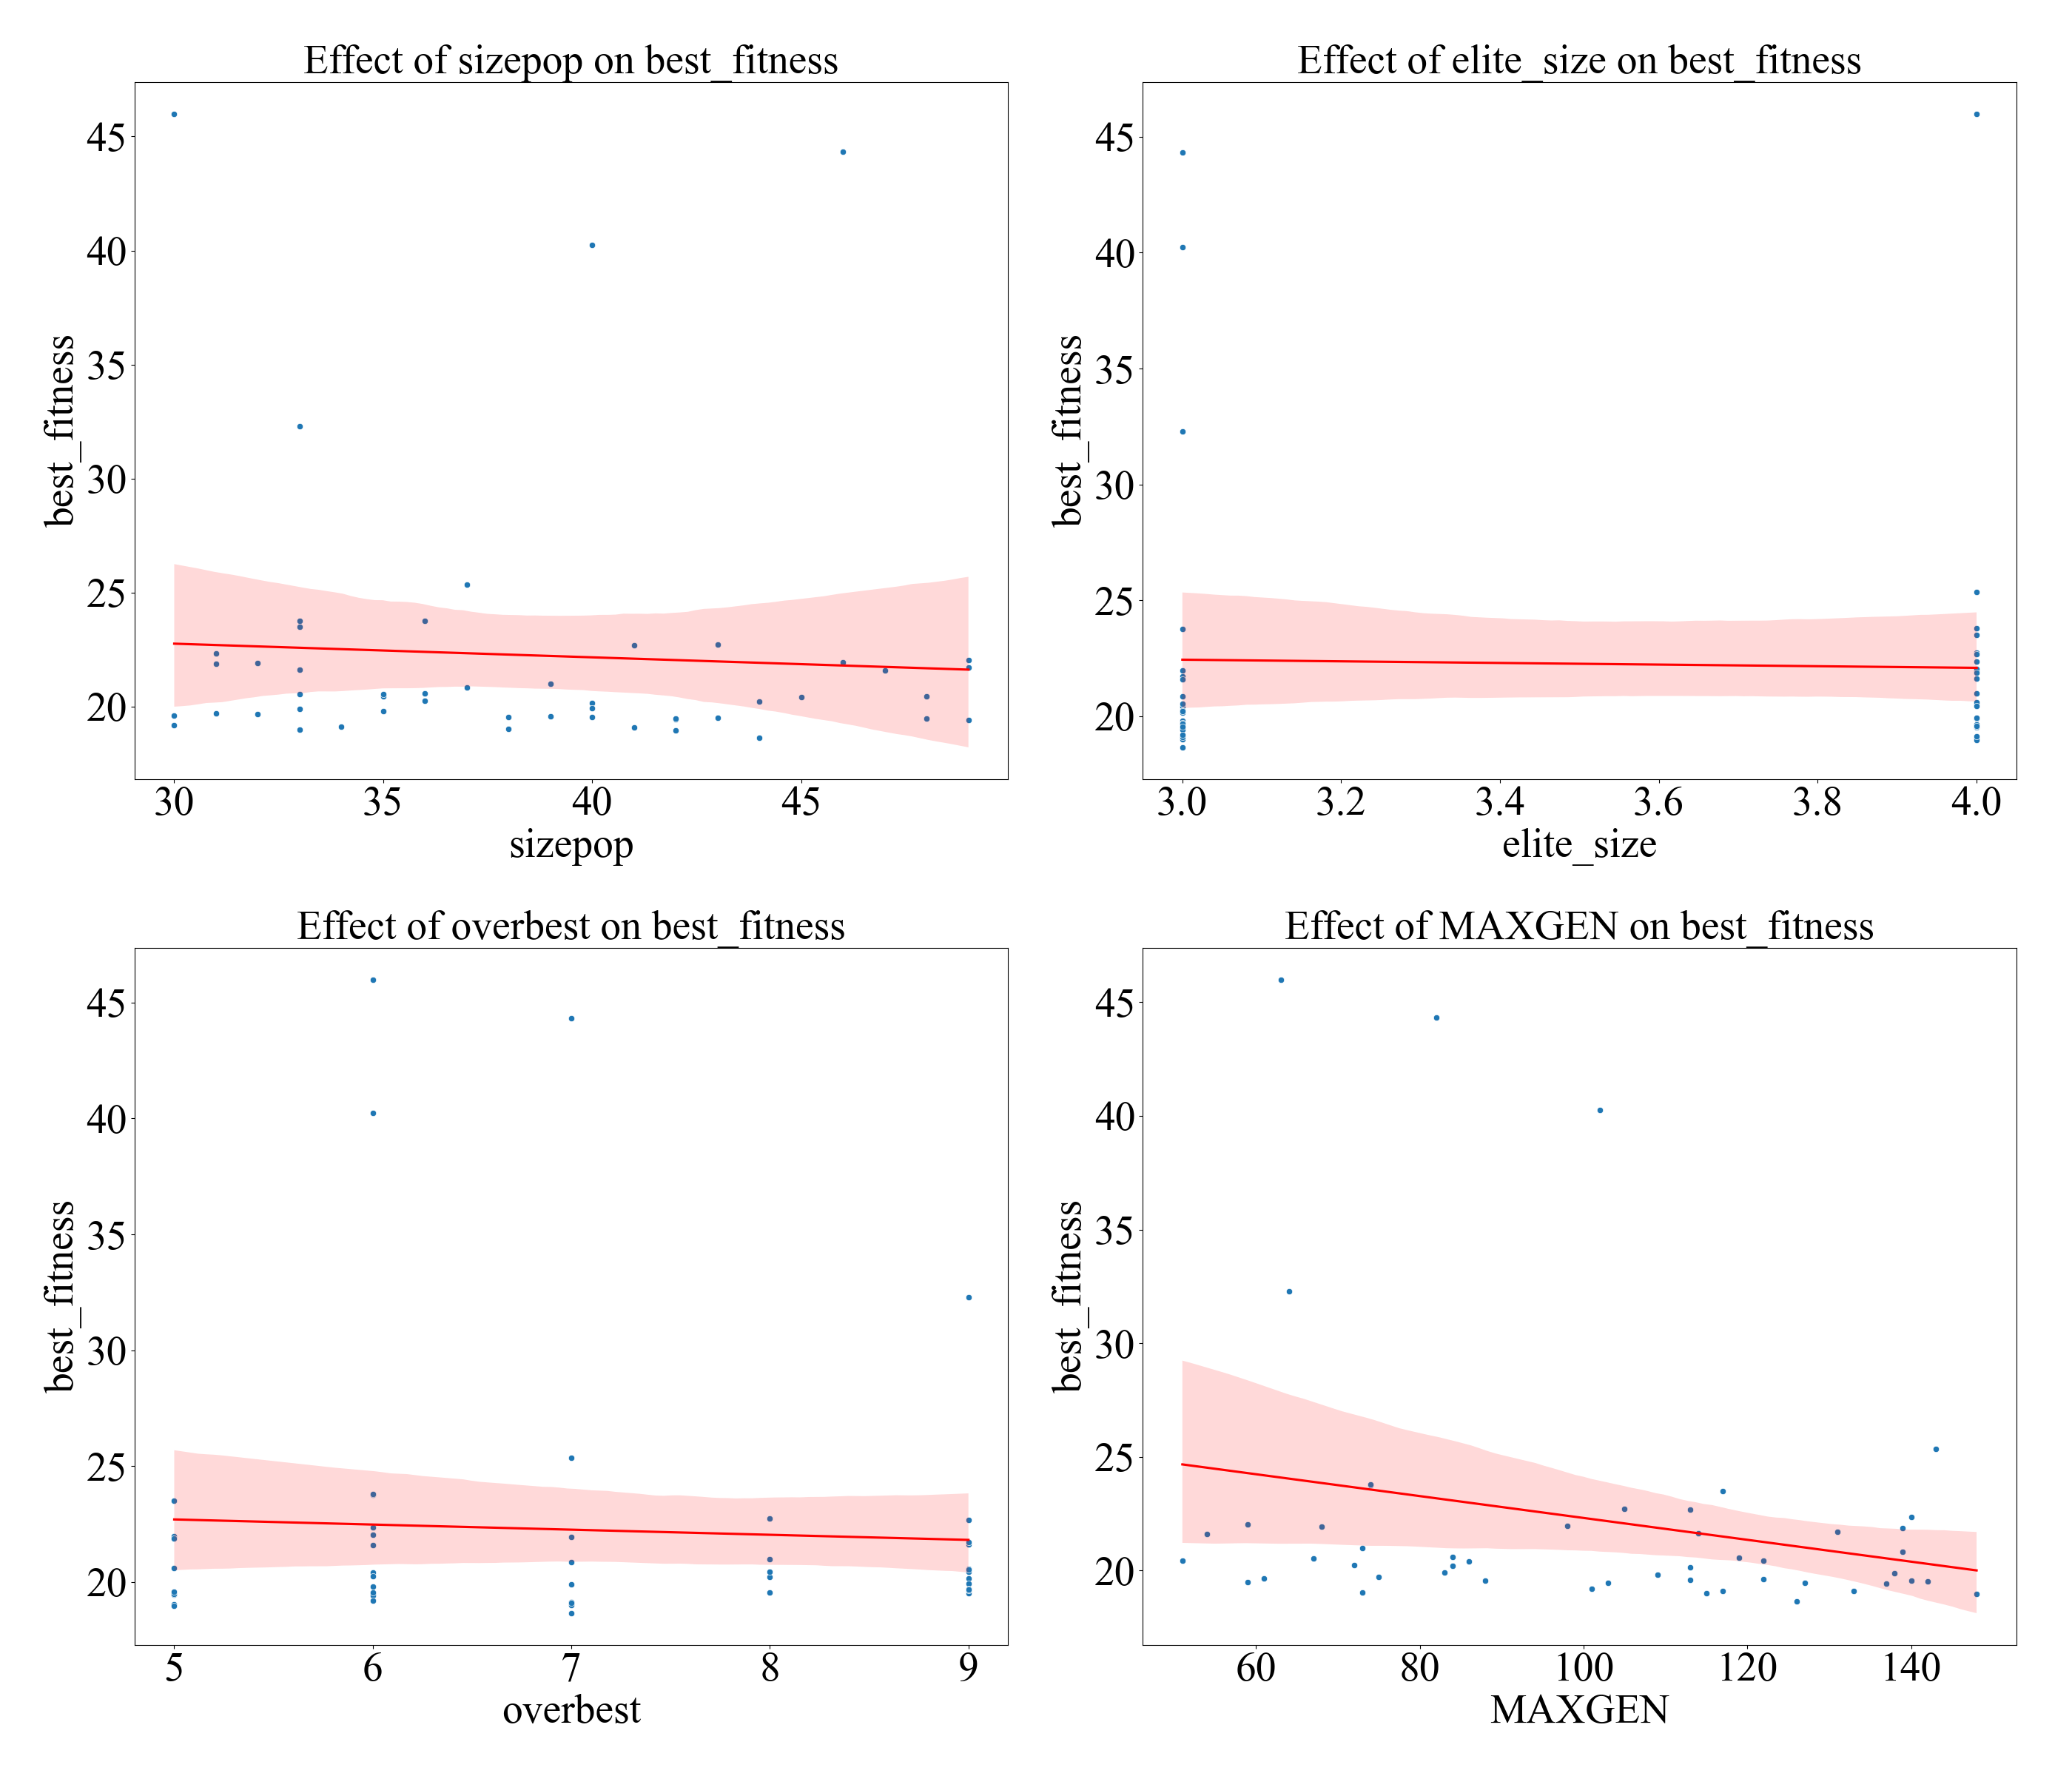 Effect of sizepop on best_fitness
45
40
35
30
25
20
best_fitness
30 35 40 45
sizepop
Effect of elite_size on best_fitness
45
40
35
30
25
20
best_fitness
3.0 3.2 3.4 3.6 3.8 4.0
elite_size
Effect of overbest on best_fitness
45
40
35
30
25
20
best_fitness
5 6 7 8 9
overbest
Effect of MAXGEN on best_fitness
45
40
35
30
25
20
best_fitness
60 80 100 120 140
MAXGEN